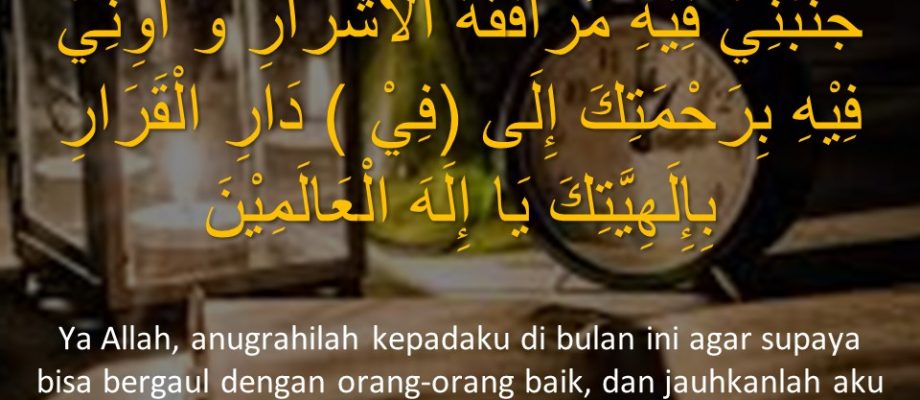 جَنِّبْنِيْ فِيْهِ مُرَافَقَةَ الْأَشْرَارِ وَ آوِنِيْ
فِيْهِ بِرَحْمَتِكَ إِلَى (فِيْ ) دَارِ الْقَرَارِ
بِإِلَهِيَّتِكَ يَا إِلَهَ الْعَالَمِيْنَ
Ya Allah, anugrahilah kepadaku di bulan ini agar supaya
bisa bergaul dengan orang-orang baik, dan jauhkanlah aku